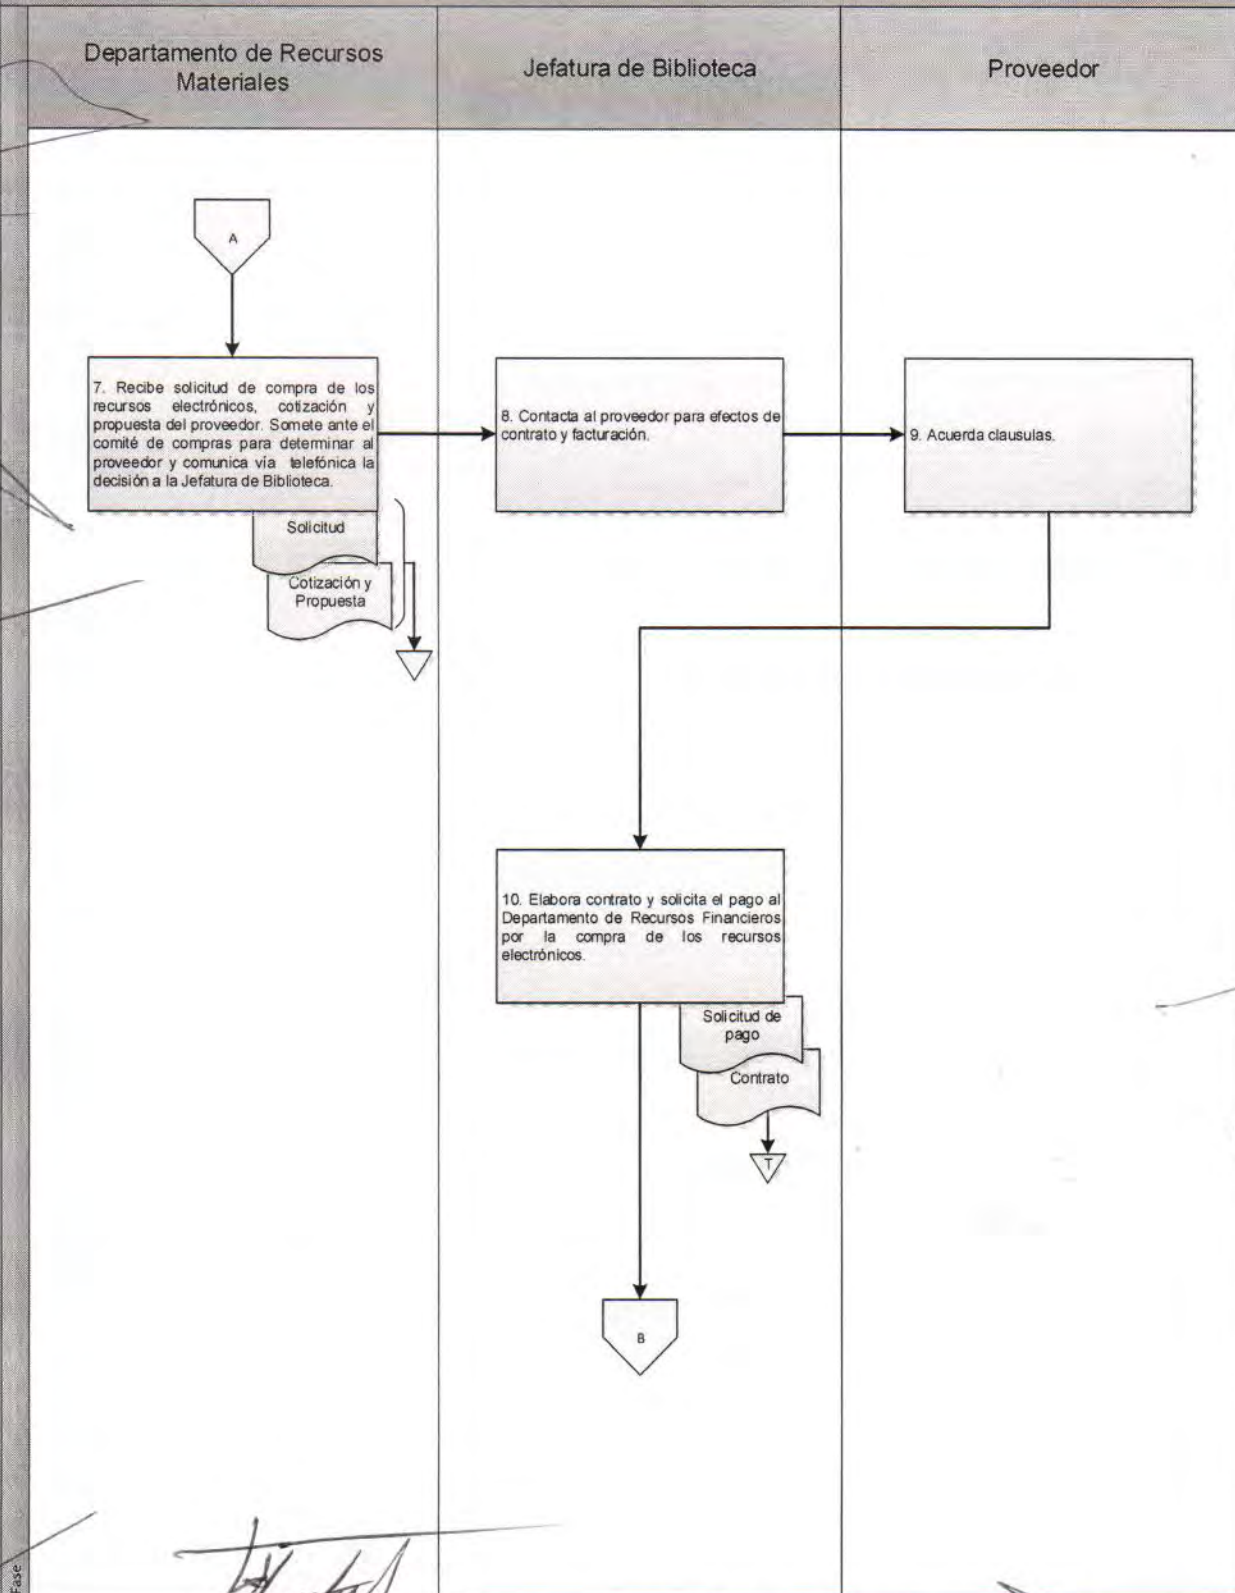 Departamento de Recursos
Materiales
Jefatura de Biblioteca
Proveedor
A
7. Recibe solicitud de compra de los
recursos electrónicos, cotización y
propuesta del proveedor. Somete ante el
comité de compras para determinar al
proveedor y comunica vía telefónica la
decisión a la Jefatura de Biblioteca.
Solicitud
Cotización y
Propuesta
8. Contacta al proveedor para efectos de
contrato y facturación.
9. Acuerda clausulas.
10. Elabora contrato y solicita el pago al
Departamento de Recursos Financieros
por la compra de los recursos
electrónicos.
Solicitud de
pago
Contrato
T
B
Fase